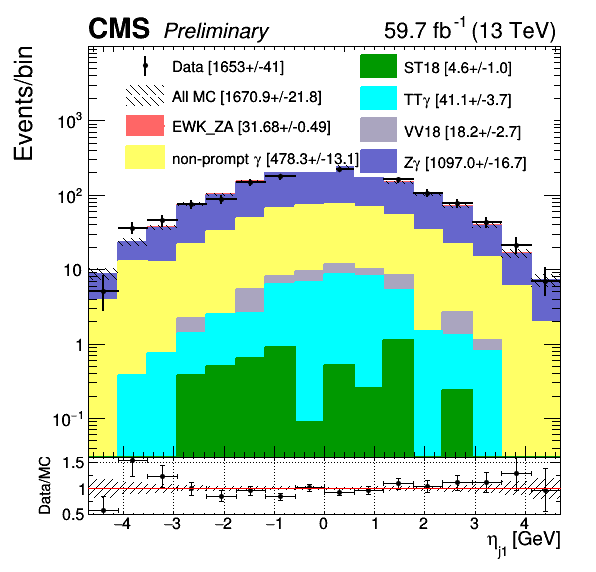 CMS Preliminary 59.7 fb⁻¹ (13 TeV)
Events/bin
Data [1653+/-41]
All MC [1670.9+/-21.8]
EWK_ZA [31.68+/-0.49]
non-prompt γ [478.3+/-13.1]
ST18 [4.6+/-1.0]
TTγ [41.1+/-3.7]
VV18 [18.2+/-2.7]
Zγ [1097.0+/-16.7]
10³
10²
10
1
10⁻¹
Data/MC
1.5
1
0.5
−4 −3 −2 −1 0 1 2 3 4
η_j1 [GeV]